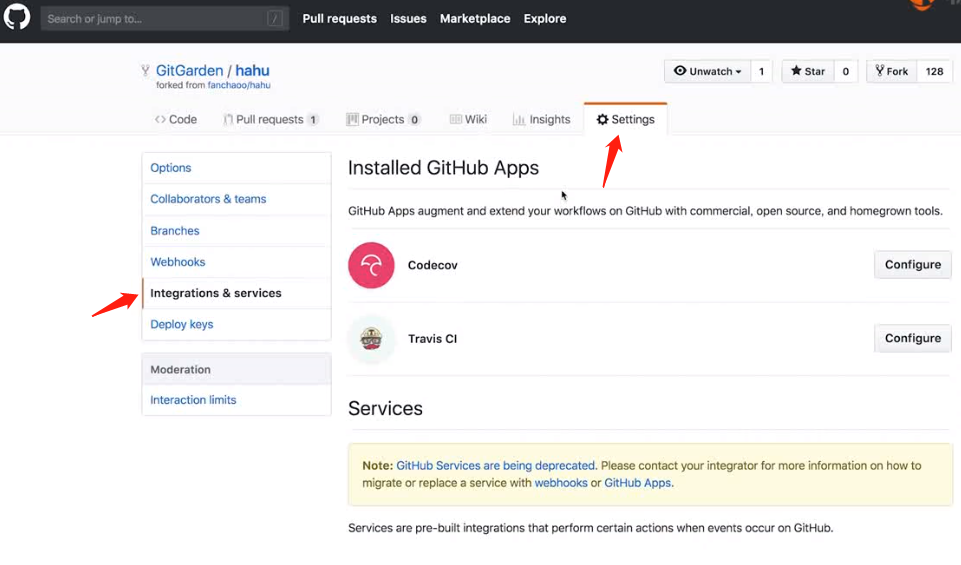 Search or jump to... / Pull requests Issues Marketplace Explore
GitGarden / hahu Unwatch 1 Star 0 Fork 128
forked from fanchaoo/hahu
Code Pull requests 1 Projects 0 Wiki Insights Settings
Options
Collaborators & teams
Branches
Webhooks
Integrations & services
Deploy keys
Moderation
Interaction limits
Installed GitHub Apps
GitHub Apps augment and extend your workflows on GitHub with commercial, open source, and homegrown tools.
Codecov Configure
Travis CI Configure
Services
Note: GitHub Services are being deprecated. Please contact your integrator for more information on how to
migrate or replace a service with webhooks or GitHub Apps.
Services are pre-built integrations that perform certain actions when events occur on GitHub.